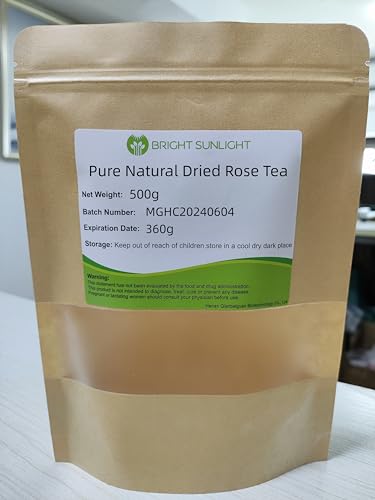 BRIGHT SUNLIGHT
Pure Natural Dried Rose Tea
Net Weight: 500g
Batch Number: MGHC20240604
Expiration Date: 360g
Storage: Keep out of reach of children.store in a cool dry dark place
Warning:
This statement has not been evaluated by the food and drug administration.
This product is not intended to diagnose, treat, cure or prevent any disease.
Pregnant or lactating women should consult your physician before use.
Biotechnology Co., Ltd